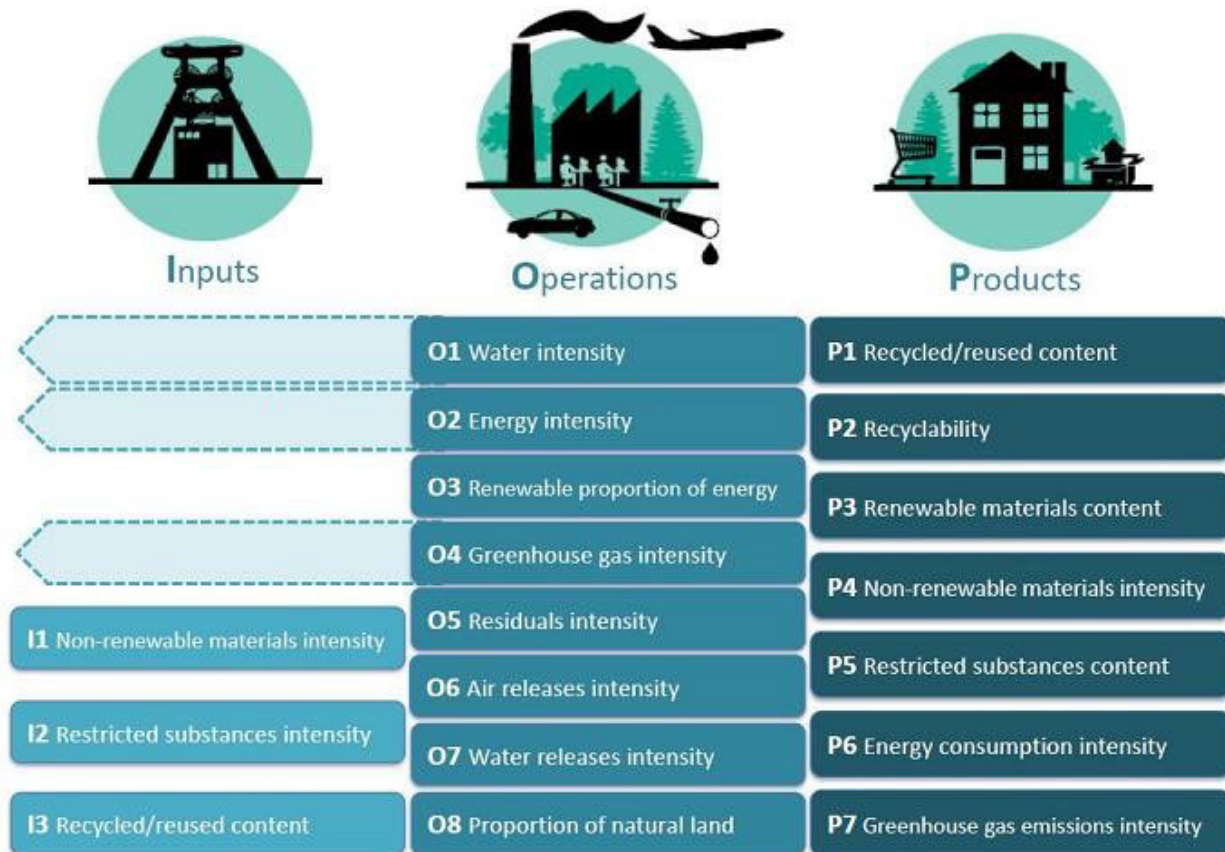 Inputs
Operations
Products
O1 Water intensity
O2 Energy intensity
O3 Renewable proportion of energy
O4 Greenhouse gas intensity
I1 Non-renewable materials intensity
I2 Restricted substances intensity
I3 Recycled/reused content
O5 Residuals intensity
O6 Air releases intensity
O7 Water releases intensity
O8 Proportion of natural land
P1 Recycled/reused content
P2 Recyclability
P3 Renewable materials content
P4 Non-renewable materials intensity
P5 Restricted substances content
P6 Energy consumption intensity
P7 Greenhouse gas emissions intensity